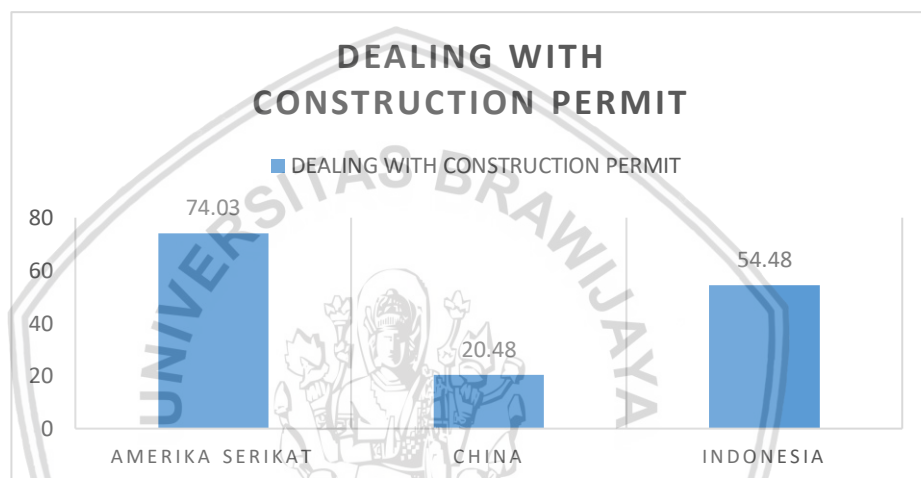 DEALING WITH
CONSTRUCTION PERMIT
DEALING WITH CONSTRUCTION PERMIT
UNIVERSITAS BRAWIJAYA
74.03
54.48
20.48
80
60
40
20
0
AMERIKA SERIKAT
CHINA
INDONESIA